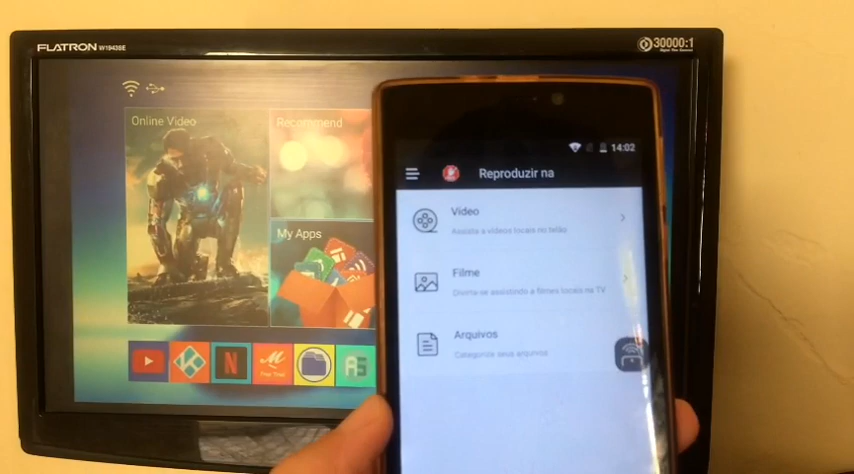 FLATRON W1943SE
30000:1
Online Video
Recommend
My Apps
14:02
Reproduzir na
Vídeo
Assista a vídeos locais no telão
Filme
Divirta-se assistindo a filmes locais na TV
Arquivos
Categorize seus arquivos